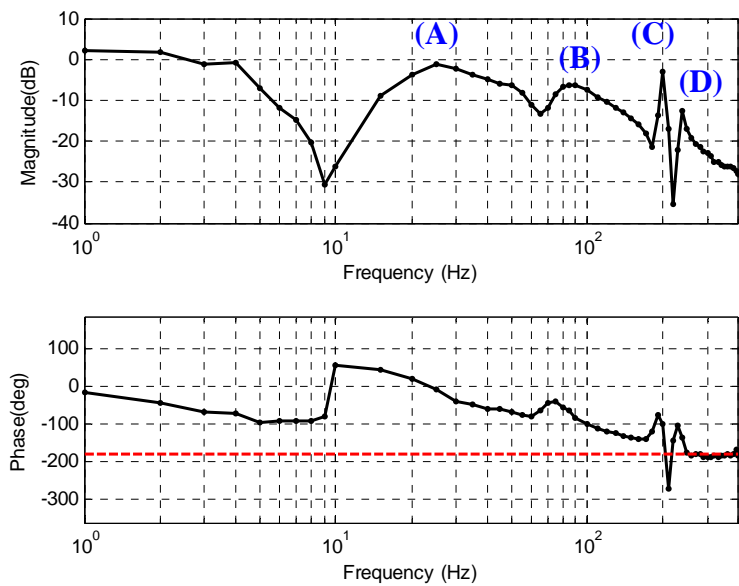 10
0
-10
-20
-30
-40
Magnitude(dB)
(A)
(B)
(C)
(D)
10^0
10^1
10^2
Frequency (Hz)
100
0
-100
-200
-300
Phase(deg)
10^0
10^1
10^2
Frequency (Hz)